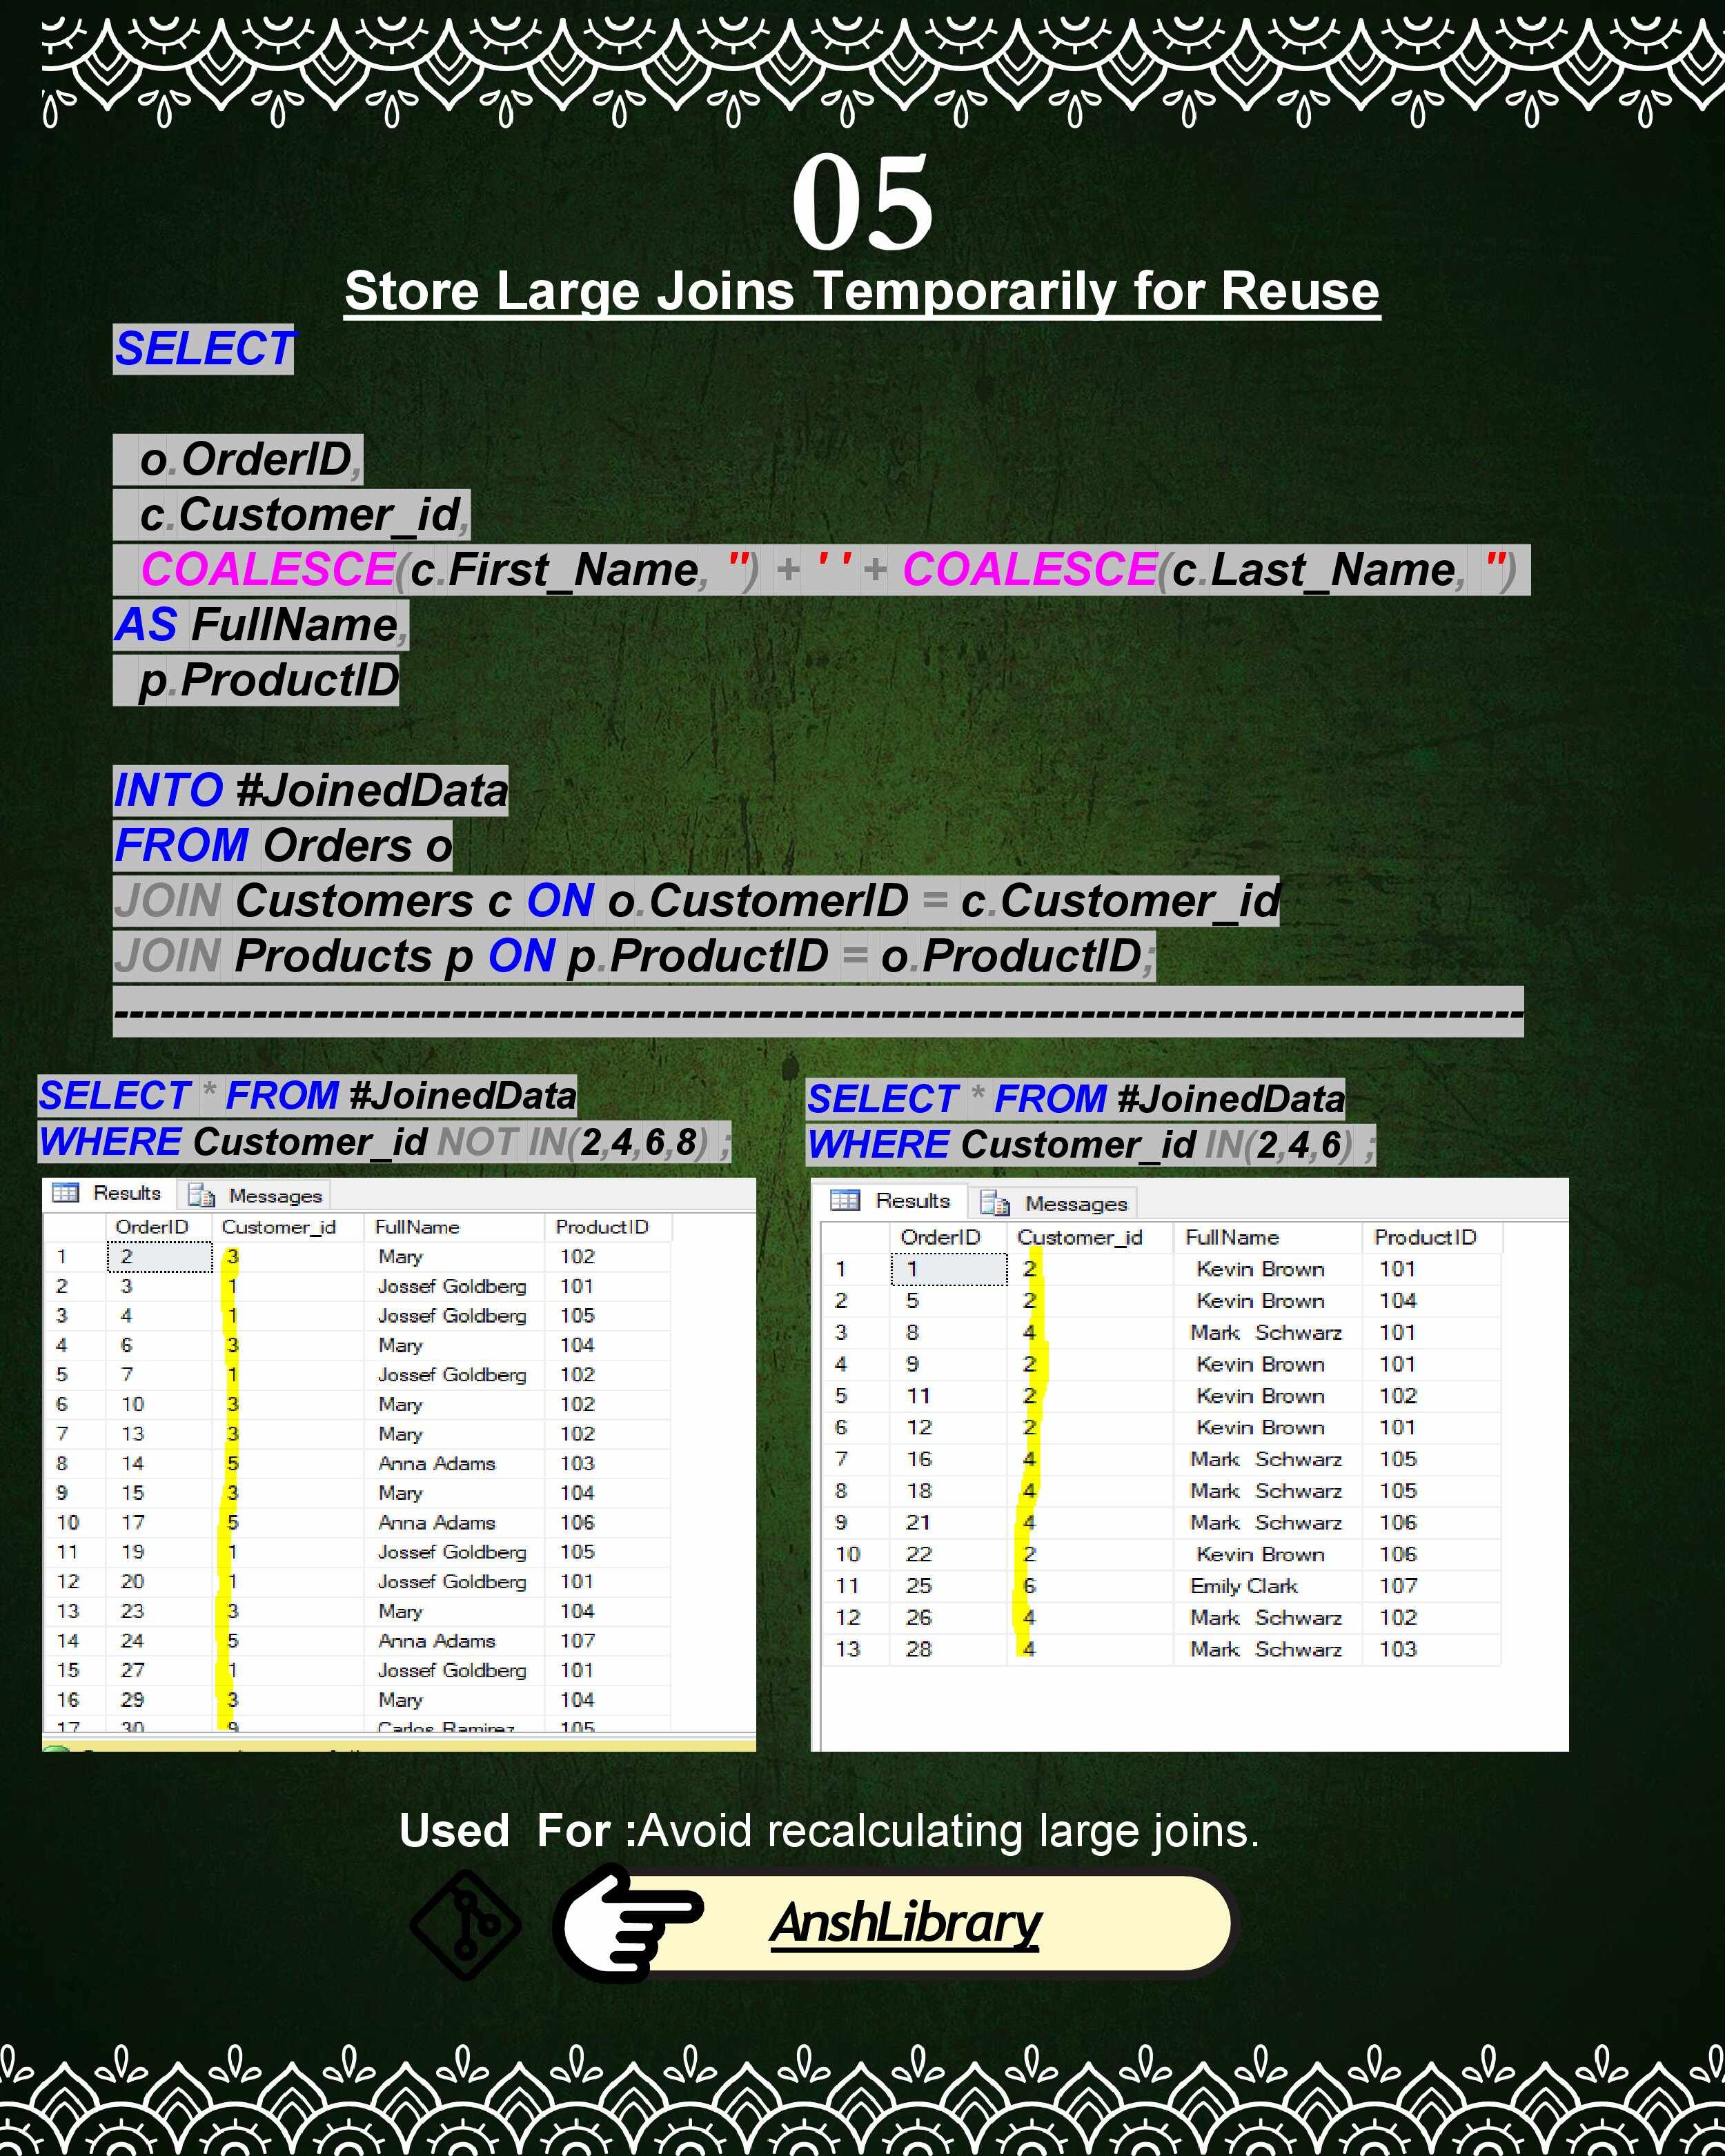 05
Store Large Joins Temporarily for Reuse
SELECT
o.OrderID,
c.Customer_id,
COALESCE(c.First_Name, '') + ' ' + COALESCE(c.Last_Name, '')
AS FullName,
p.ProductID
INTO #JoinedData
FROM Orders o
JOIN Customers c ON o.CustomerID = c.Customer_id
JOIN Products p ON p.ProductID = o.ProductID;
SELECT * FROM #JoinedData
WHERE Customer_id NOT IN(2,4,6,8) ;
Results Messages
OrderID Customer_id FullName ProductID
1 2 3 Mary 102
2 3 1 Jossef Goldberg 101
3 4 1 Jossef Goldberg 105
4 6 3 Mary 104
5 7 1 Jossef Goldberg 102
6 10 3 Mary 102
7 13 3 Mary 102
8 14 5 Anna Adams 103
9 15 3 Mary 104
10 17 5 Anna Adams 106
11 19 1 Jossef Goldberg 105
12 20 1 Jossef Goldberg 101
13 23 3 Mary 104
14 24 5 Anna Adams 107
15 27 1 Jossef Goldberg 101
16 29 3 Mary 104
17 30 9 Carlos Ramirez 105
SELECT * FROM #JoinedData
WHERE Customer_id IN(2,4,6) ;
Results Messages
OrderID Customer_id FullName ProductID
1 1 2 Kevin Brown 101
2 5 2 Kevin Brown 104
3 8 4 Mark Schwarz 101
4 9 2 Kevin Brown 101
5 11 2 Kevin Brown 102
6 12 2 Kevin Brown 101
7 16 4 Mark Schwarz 105
8 18 4 Mark Schwarz 105
9 21 4 Mark Schwarz 106
10 22 2 Kevin Brown 106
11 25 6 Emily Clark 107
12 26 4 Mark Schwarz 102
13 28 4 Mark Schwarz 103
Used For :Avoid recalculating large joins.
AnshLibrary